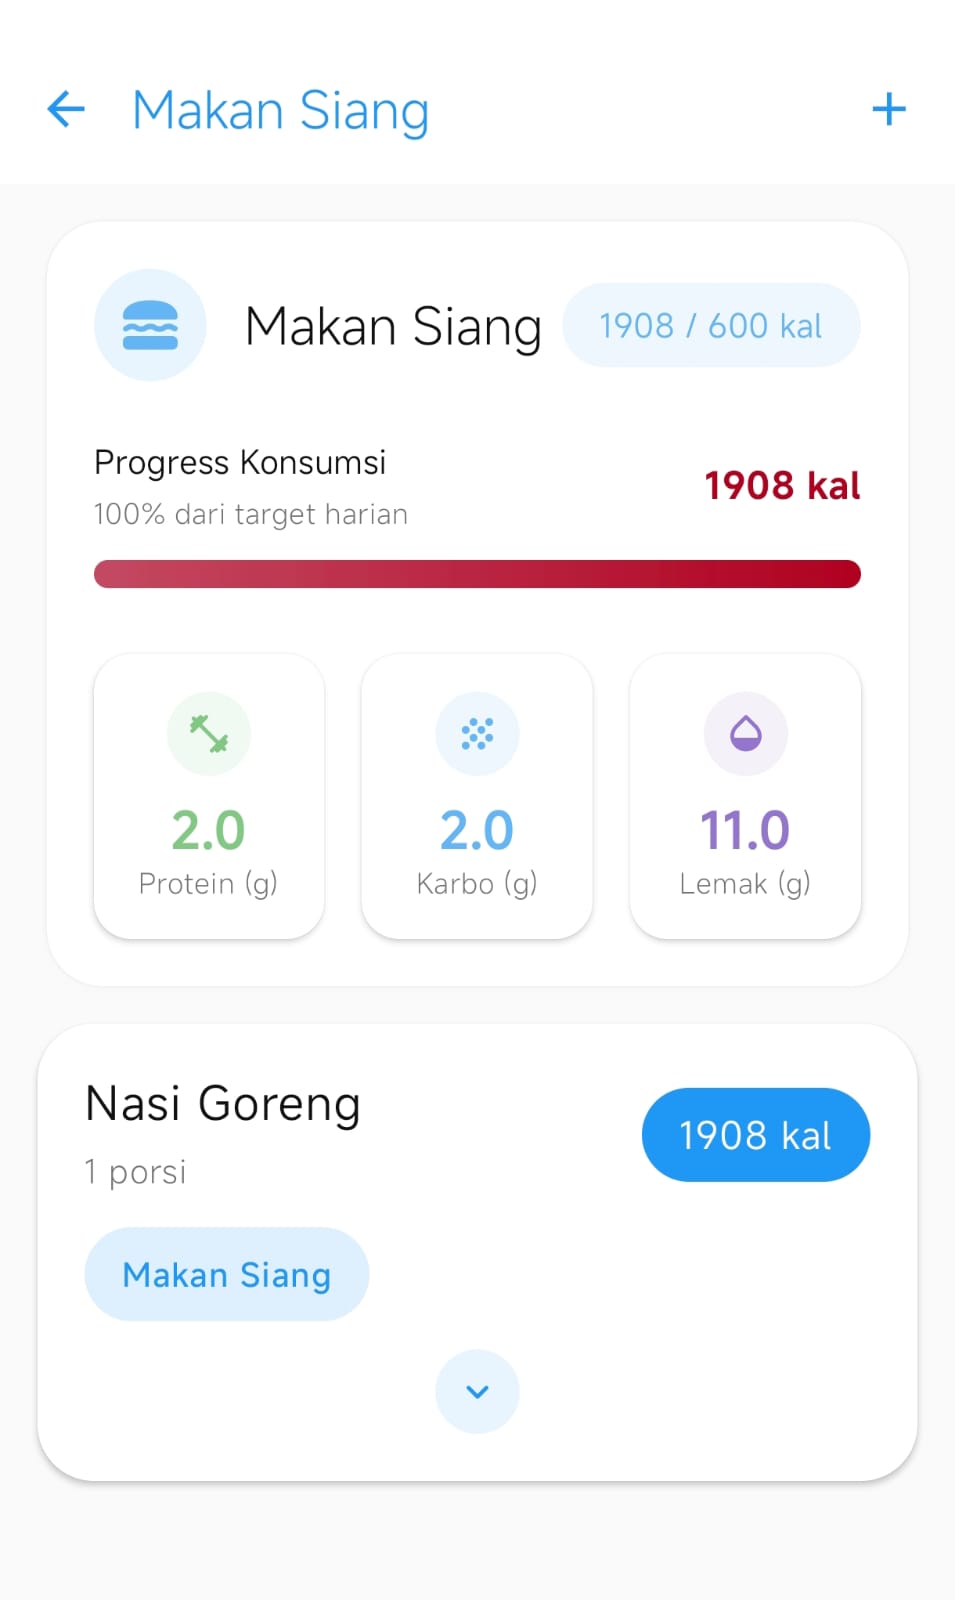 Makan Siang
Makan Siang
1908 / 600 kal
Progress Konsumsi
100% dari target harian
1908 kal
2.0
Protein (g)
2.0
Karbo (g)
11.0
Lemak (g)
Nasi Goreng
1 porsi
1908 kal
Makan Siang